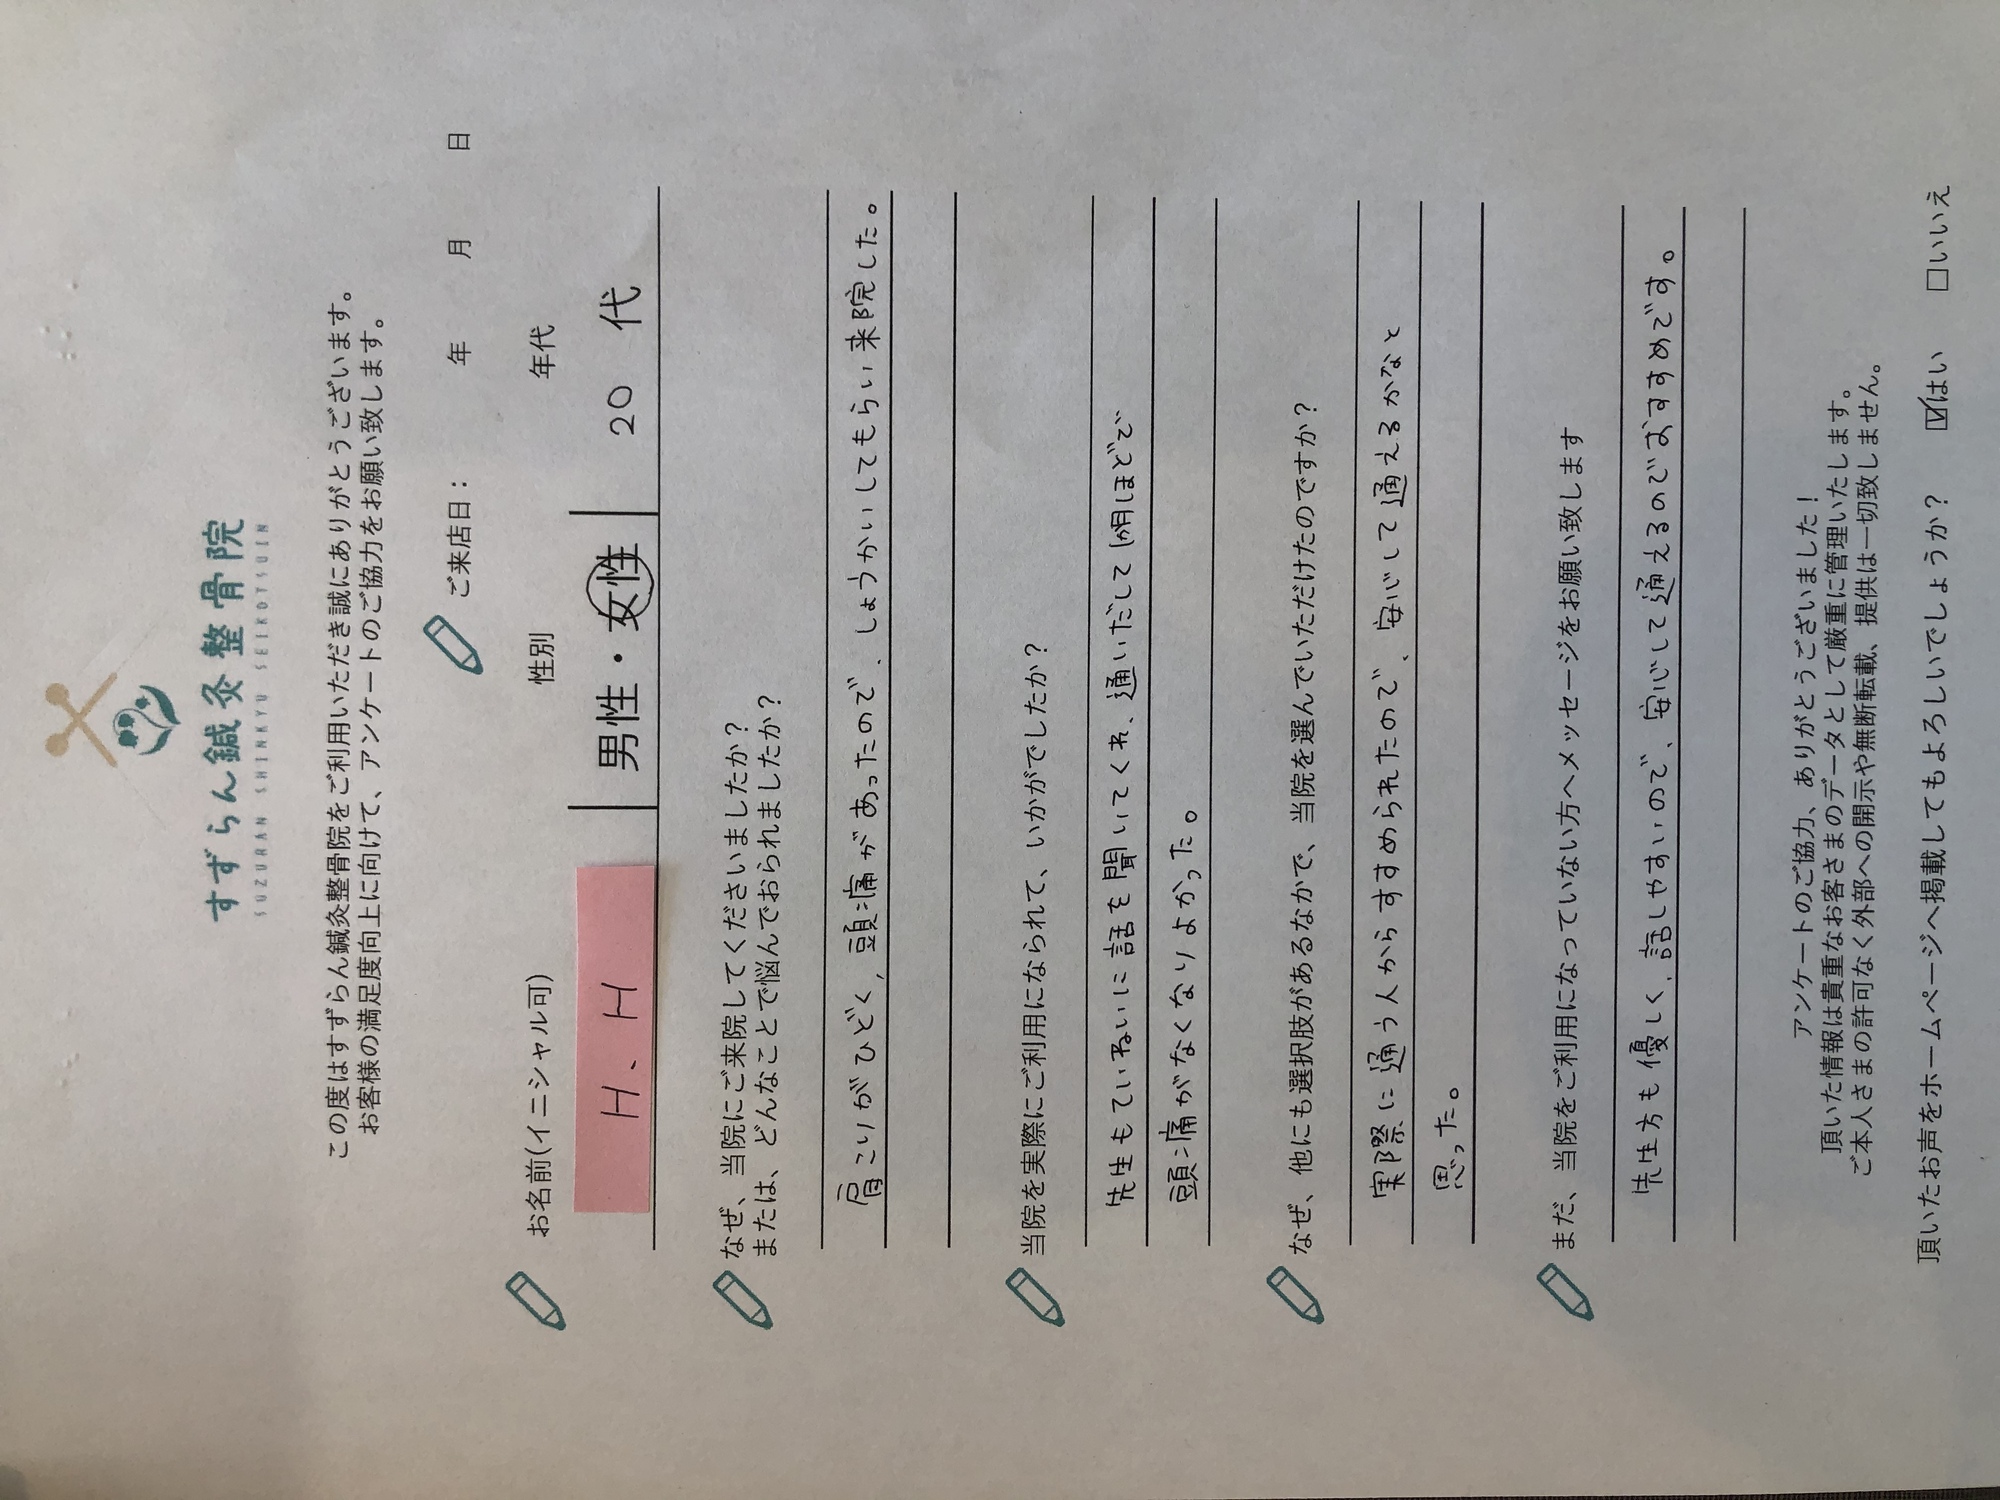 すずらん鍼灸整骨院
SUZURAN SHINKYU SEIKOTSUIN
この度はすずらん鍼灸整骨院をご利用いただき誠にありがとうございます。
お客様の満足度向上に向けて、アンケートのご協力をお願い致します。
ご来店日： 年 月 日
お名前(イニシャル可) 性別 年代
H.H 男性・女性 20 代
なぜ、当院にご来院してくださいましたか？
または、どんなことで悩んでおられましたか？
肩こりがひどく、頭痛があったので、しょうかいしてもらい来院した。
当院を実際にご利用になられて、いかがでしたか？
先生もていねいに話を聞いてくれ、通いだして1ヶ月ほどで
頭痛がなくなりよかった。
なぜ、他にも選択肢があるなかで、当院を選んでいただけたのですか？
実際に通う人からすすめられたので、安心して通えるかなと
思った。
まだ、当院をご利用になっていない方へメッセージをお願い致します
先生方も優しく、話しやすいので、安心して通えるのでおすすめです。
アンケートのご協力、ありがとうございました！
頂いた情報は貴重なお客さまのデータとして厳重に管理いたします。
ご本人さまの許可なく外部への開示や無断転載、提供は一切致しません。
頂いたお声をホームページへ掲載してもよろしいでしょうか？ ☑はい □いいえ